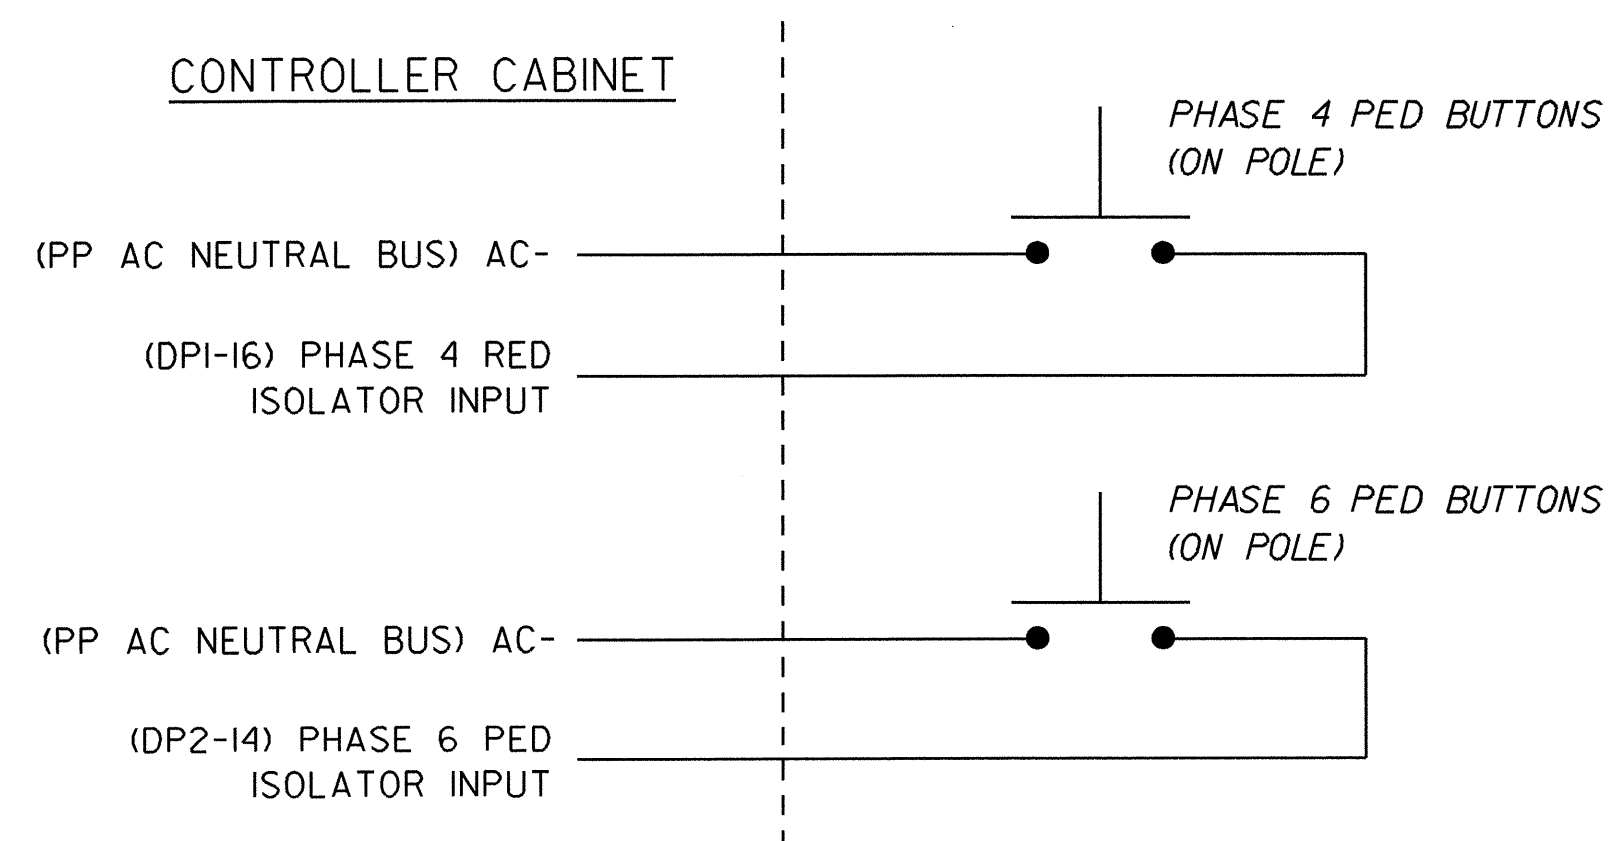 CONTROLLER CABINET
PHASE 4 PED BUTTONS
(ON POLE)
(PP AC NEUTRAL BUS) AC-
(DP1-16) PHASE 4 RED
ISOLATOR INPUT
PHASE 6 PED BUTTONS
(ON POLE)
(PP AC NEUTRAL BUS) AC-
(DP2-14) PHASE 6 PED
ISOLATOR INPUT